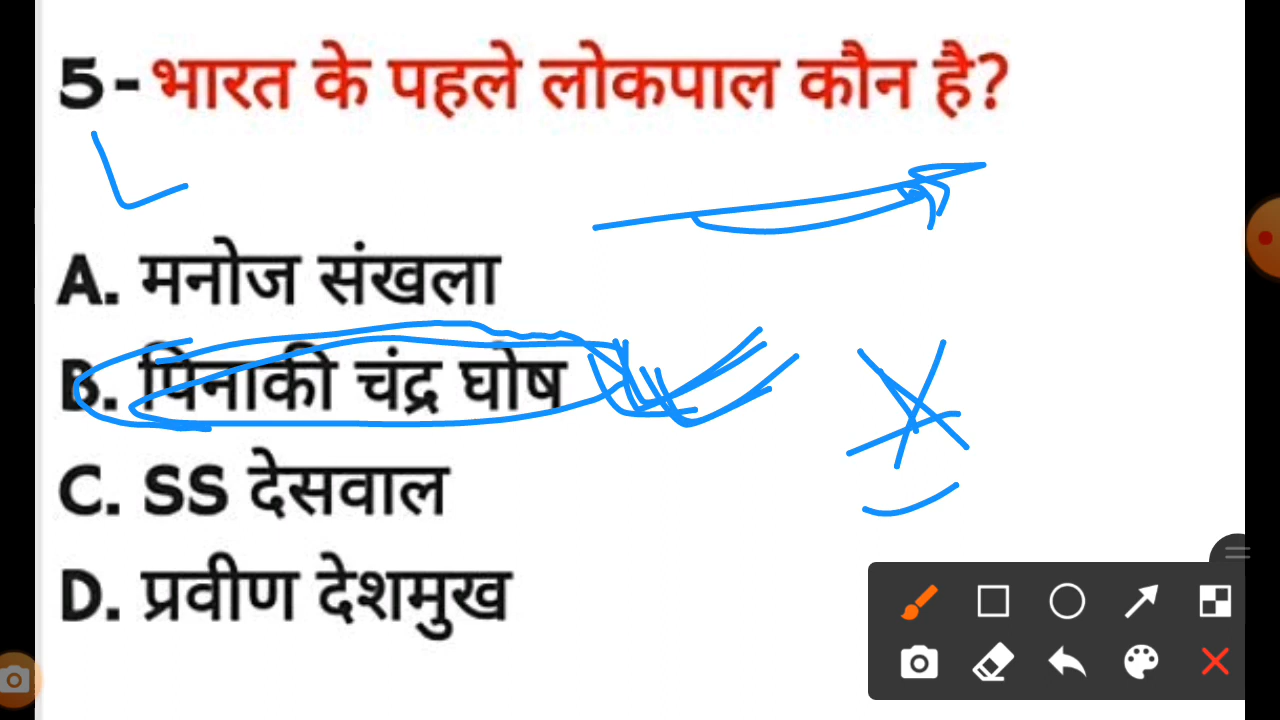 5- भारत के पहले लोकपाल कौन है?
A. मनोज संखला
B. पिनाकी चंद्र घोष
C. SS देसवाल
D. प्रवीण देशमुख